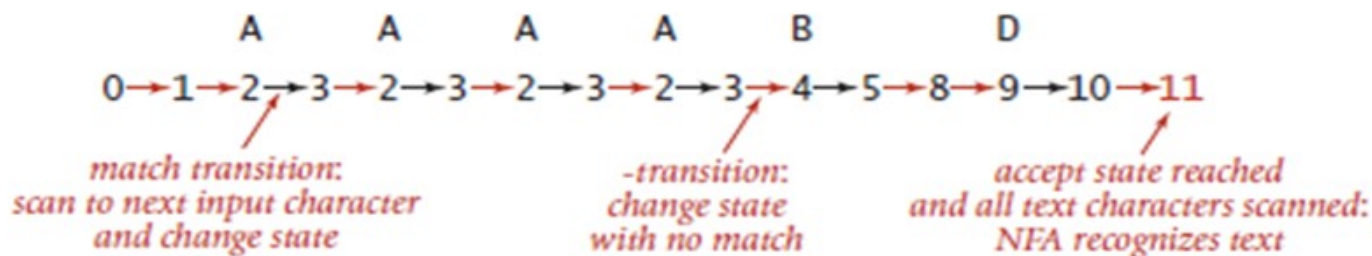 A A A A B D
0 1 2 3 2 3 2 3 2 3 4 5 8 9 10 11
match transition:
scan to next input character
and change state
-transition:
change state
with no match
accept state reached
and all text characters scanned:
NFA recognizes text